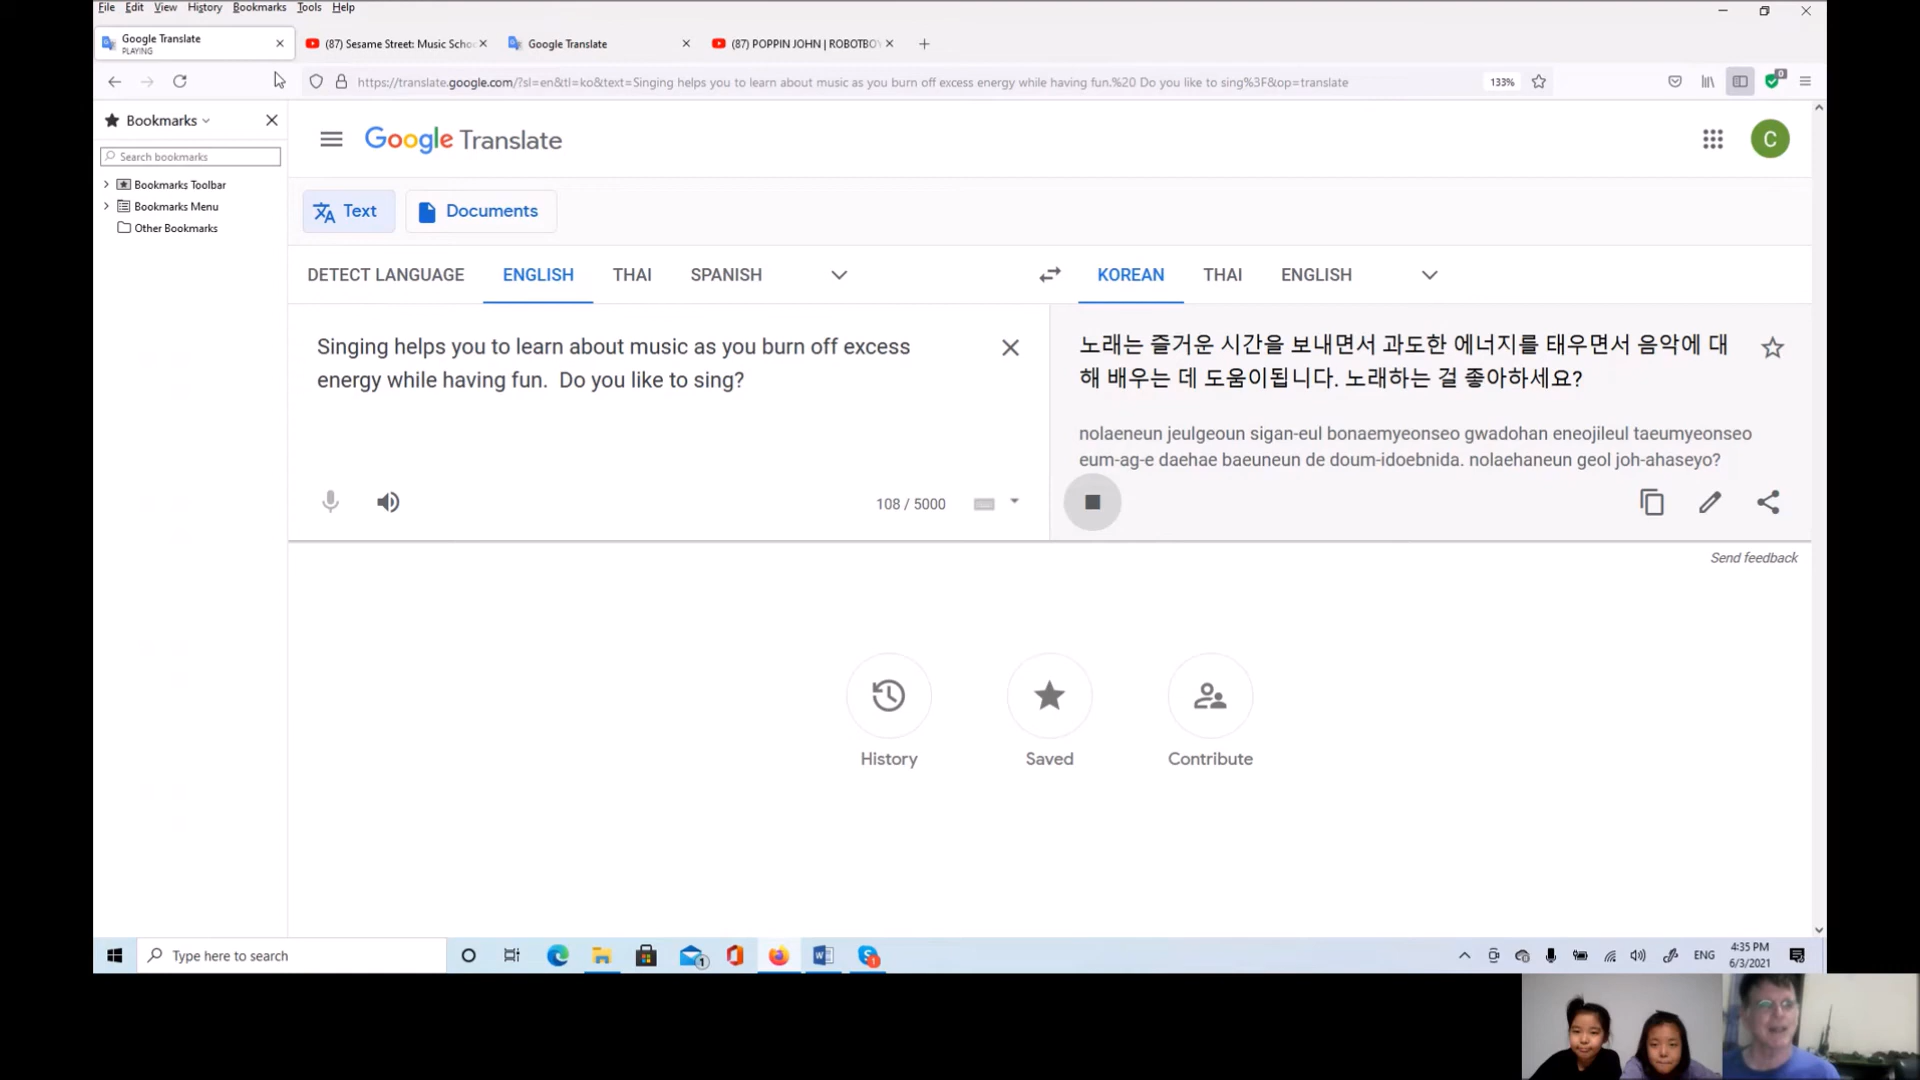 File Edit View History Bookmarks Tools Help
Google Translate
PLAYING
(87) Sesame Street: Music Schoo
Google Translate
(87) POPPIN JOHN | ROBOTBOY
https://translate.google.com/?sl=en&tl=ko&text=Singing helps you to learn about music as you burn off excess energy while having fun.%20 Do you like to sing%3F&op=translate
133%
0
Bookmarks
Search bookmarks
Bookmarks Toolbar
Bookmarks Menu
Other Bookmarks
Google Translate
C
Text
Documents
DETECT LANGUAGE ENGLISH THAI SPANISH
KOREAN THAI ENGLISH
Singing helps you to learn about music as you burn off excess
energy while having fun.  Do you like to sing?
108 / 5000
노래는 즐거운 시간을 보내면서 과도한 에너지를 태우면서 음악에 대
해 배우는 데 도움이됩니다. 노래하는 걸 좋아하세요?
nolaeneun jeulgeoun sigan-eul bonaemyeonseo gwadohan eneojileul taeumyeonseo
eum-ag-e daehae baeuneun de doum-idoebnida. nolaehaneun geol joh-ahaseyo?
Send feedback
History
Saved
Contribute
Type here to search
1
ENG
4:35 PM
6/3/2021